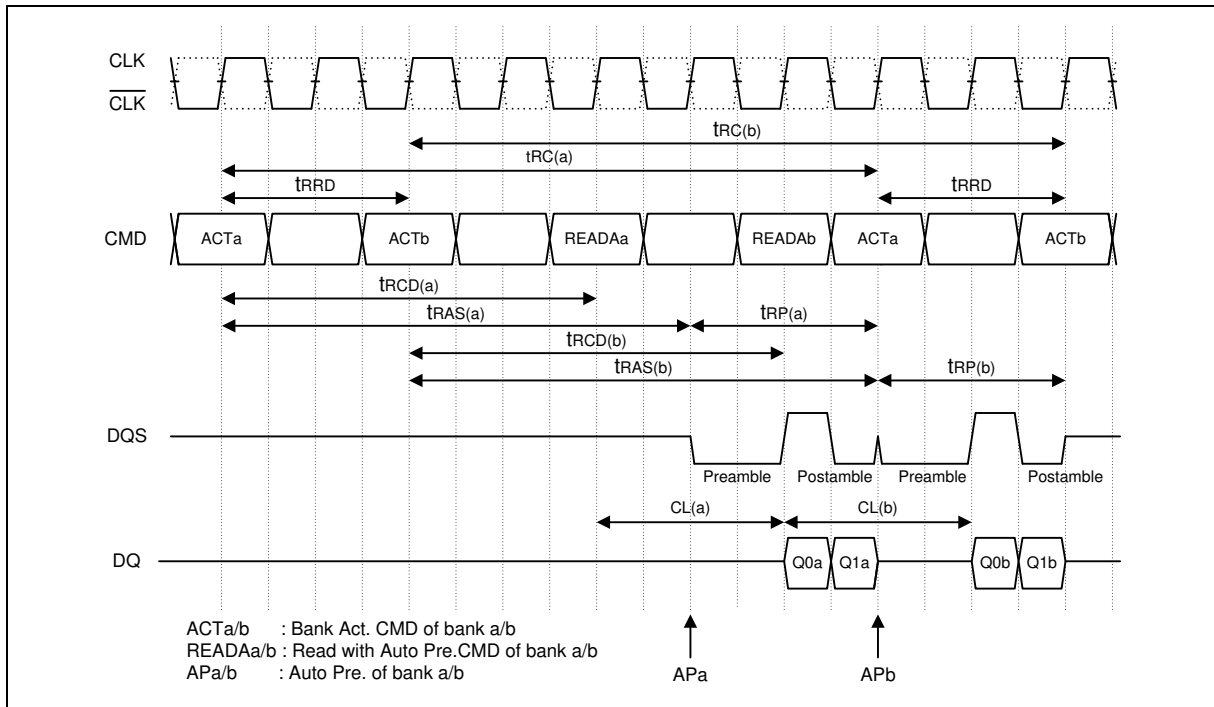 CLK
CLK
tRC(b)
tRC(a)
tRRD tRRD
CMD ACTa ACTb READAa READAb ACTa ACTb
tRCD(a)
tRAS(a) tRP(a)
tRCD(b)
tRAS(b) tRP(b)
DQS
Preamble Postamble Preamble Postamble
CL(a) CL(b)
DQ Q0a Q1a Q0b Q1b
ACTa/b : Bank Act. CMD of bank a/b
READAa/b : Read with Auto Pre.CMD of bank a/b
APa/b : Auto Pre. of bank a/b
APa APb